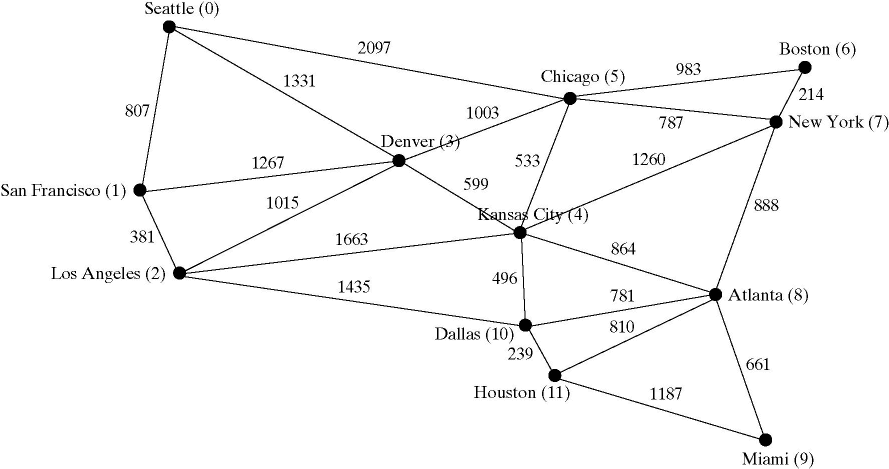 Seattle (0)
2097
Boston (6)
983
Chicago (5)
1331
214
807
1003
787
New York (7)
Denver (3)
1267
533
1260
599
San Francisco (1)
1015
888
Kansas City (4)
381
1663
864
Los Angeles (2)
496
1435
781
Atlanta (8)
810
Dallas (10)
239
661
Houston (11)
1187
Miami (9)